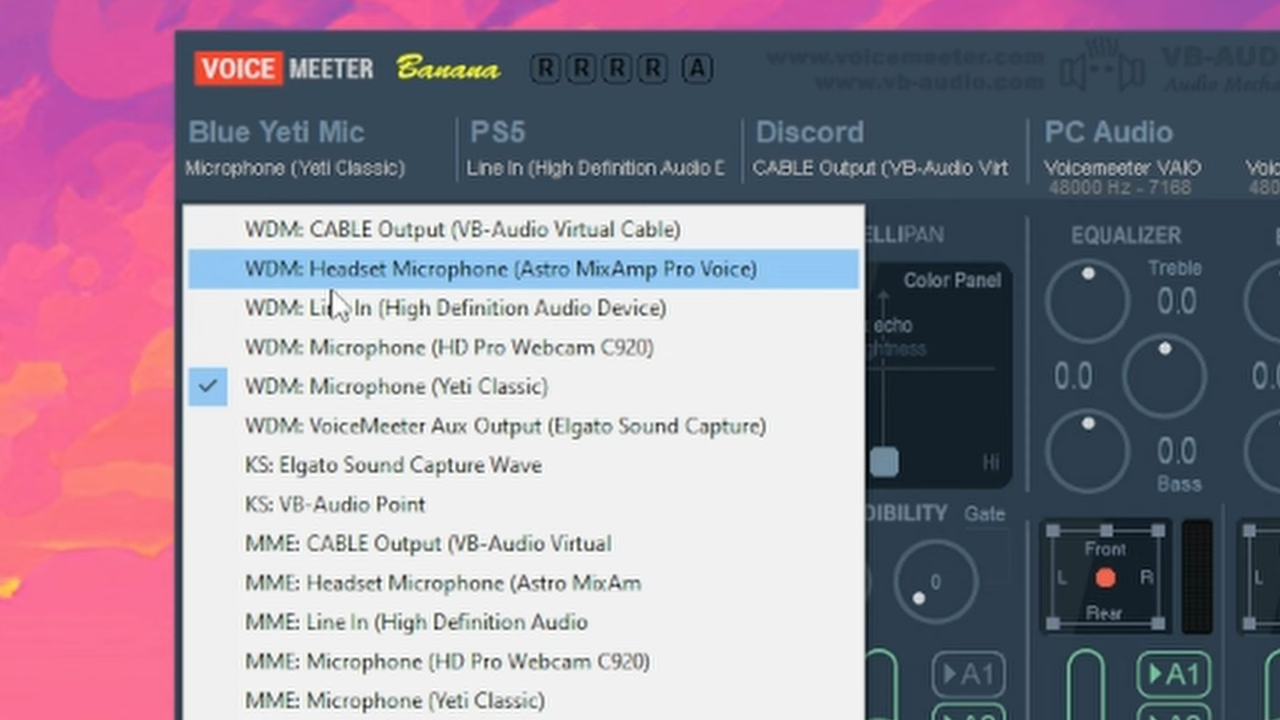 VOICE MEETER Banana R R R R A www.voicemeeter.com
www.vb-audio.com
Blue Yeti Mic PS5 Discord PC Audio
Microphone (Yeti Classic) Line In (High Definition Audio D CABLE Output (VB-Audio Virt Voicemeeter VAIO
48000 Hz - 7168
WDM: CABLE Output (VB-Audio Virtual Cable)
WDM: Headset Microphone (Astro MixAmp Pro Voice)
WDM: Line In (High Definition Audio Device)
WDM: Microphone (HD Pro Webcam C920)
WDM: Microphone (Yeti Classic)
WDM: VoiceMeeter Aux Output (Elgato Sound Capture)
KS: Elgato Sound Capture Wave
KS: VB-Audio Point
MME: CABLE Output (VB-Audio Virtual
MME: Headset Microphone (Astro MixAm
MME: Line In (High Definition Audio
MME: Microphone (HD Pro Webcam C920)
MME: Microphone (Yeti Classic)
ELLIPAN
Color Panel
echo
Hi
DIBILITY Gate
0
A1
EQUALIZER
Treble
0.0
0.0
0.0
Bass
Front
L R
Rear
A1